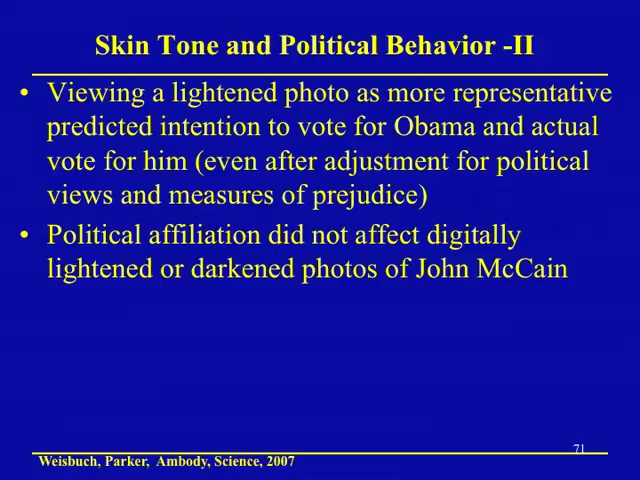 Skin Tone and Political Behavior -II
• Viewing a lightened photo as more representative
predicted intention to vote for Obama and actual
vote for him (even after adjustment for political
views and measures of prejudice)
• Political affiliation did not affect digitally
lightened or darkened photos of John McCain
71
Weisbuch, Parker, Ambody, Science, 2007